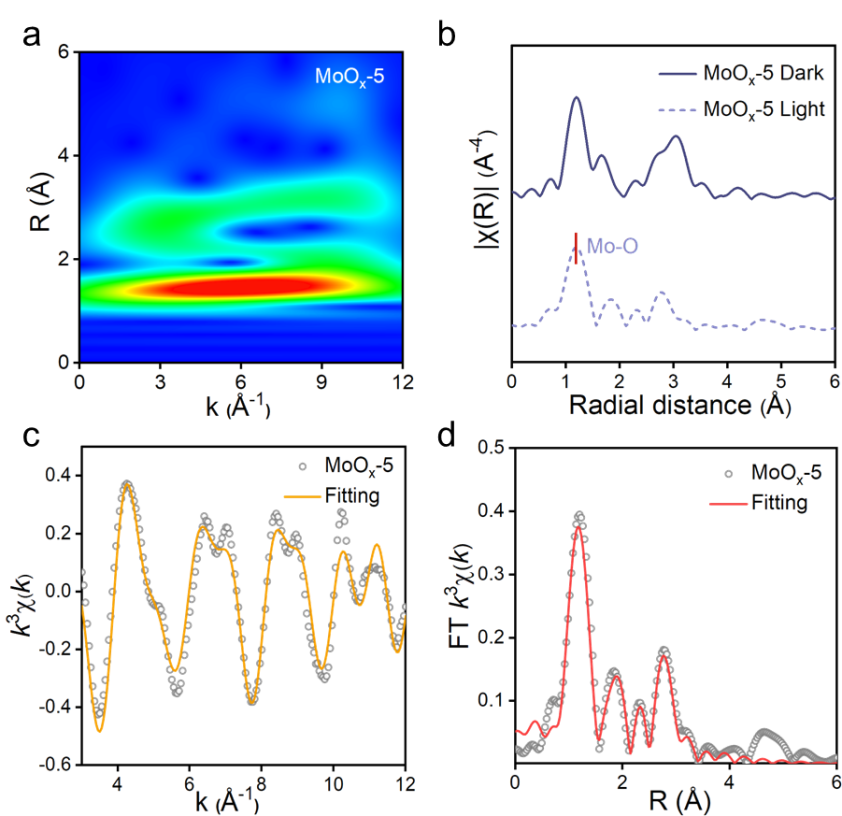 a
6
4
2
0
R (Å)
MoOₓ-5
0 3 6 9 12
k (Å⁻¹)
b
MoOₓ-5 Dark
MoOₓ-5 Light
|χ(R)| (A⁻⁴)
Mo-O
0 1 2 3 4 5 6
Radial distance (Å)
c
0.4
0.2
0.0
-0.2
-0.4
-0.6
k³χ(k)
MoOₓ-5
Fitting
4 6 8 10 12
k (Å⁻¹)
d
0.5
0.4
0.3
0.2
0.1
FT k³χ(k)
MoOₓ-5
Fitting
0 2 4 6
R (Å)